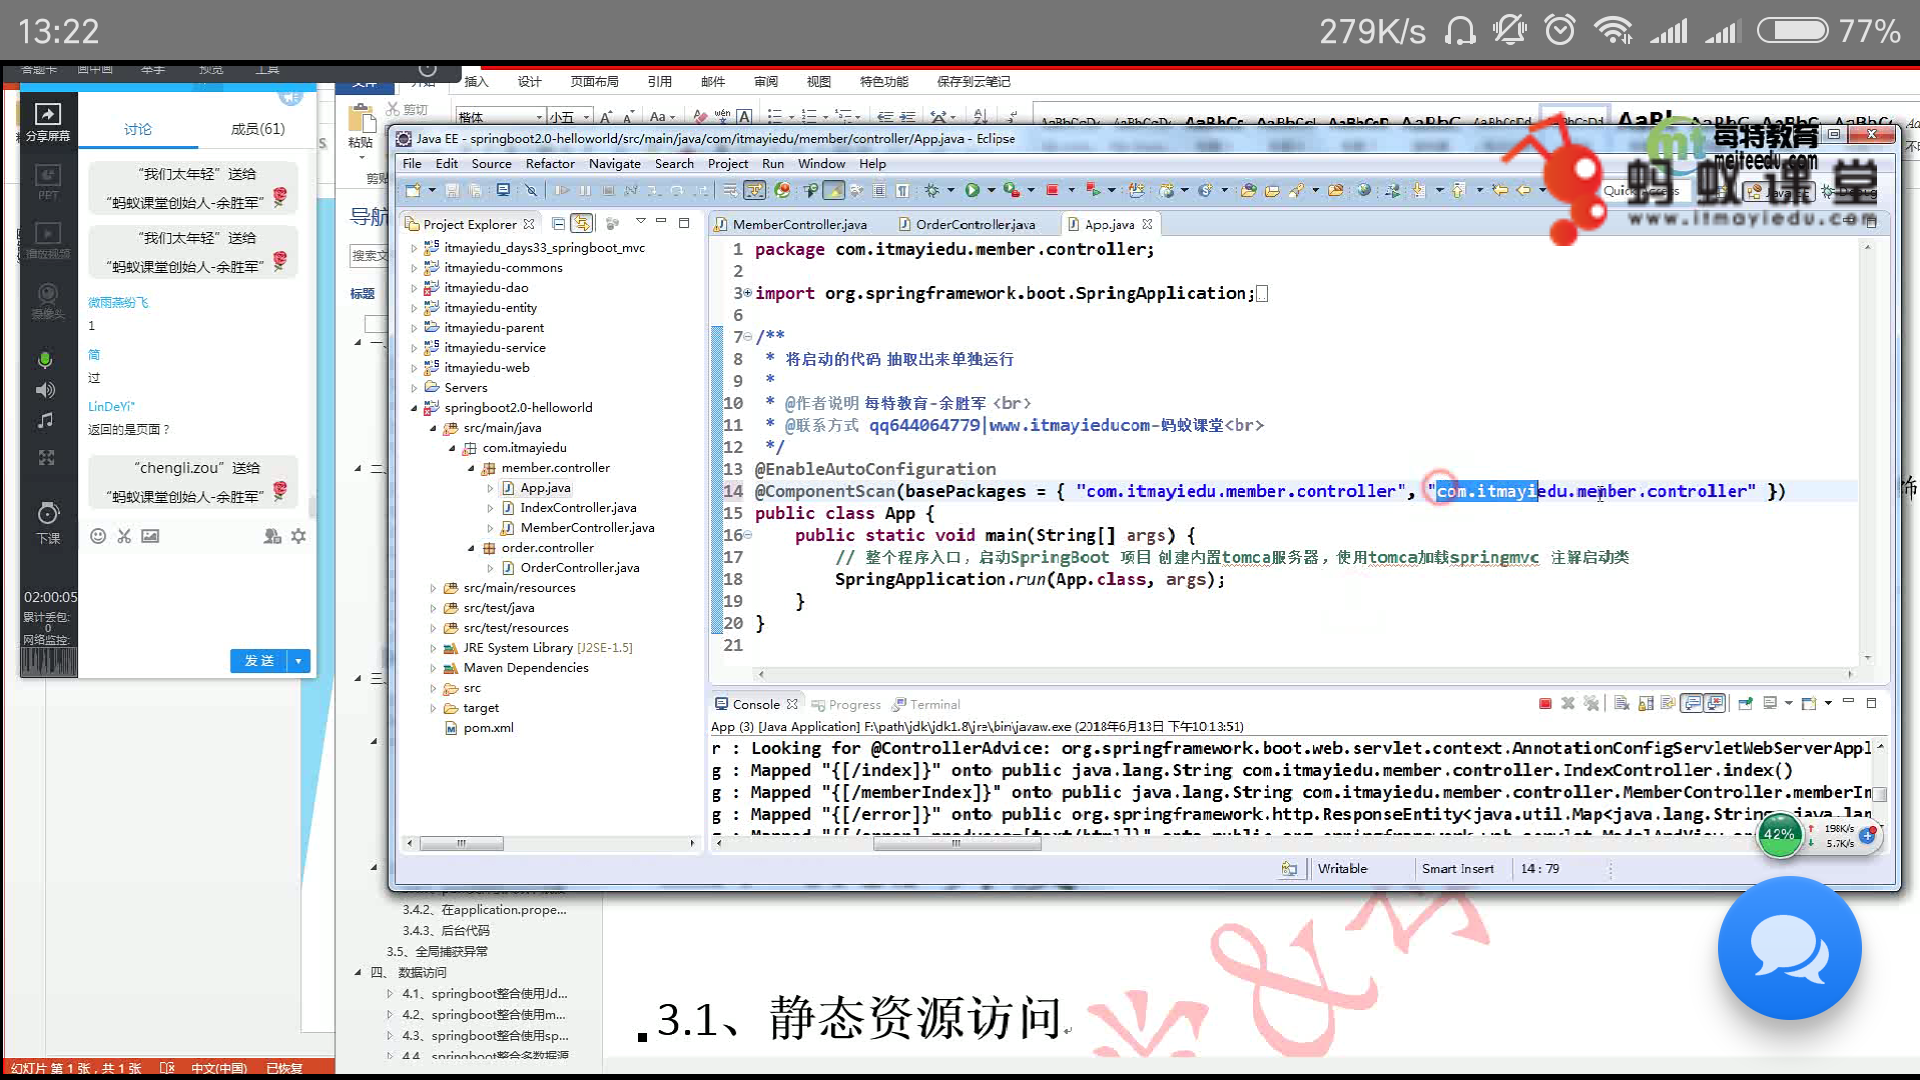 13:22
279K/s
77%
答题卡 画中画 举手 预览 工具
文件 开始 插入 设计 页面布局 引用 邮件 审阅 视图 特色功能 保存到云笔记
剪切
粘贴
楷体 小五
分享屏幕
PPT
播放视频
摄像头
讨论 成员(61)
“我们太年轻”送给
“蚂蚁课堂创始人-余胜军”
“我们太年轻”送给
“蚂蚁课堂创始人-余胜军”
微雨燕纷飞
1
简
过
LinDeYi*
返回的是页面？
“chengli.zou”送给
“蚂蚁课堂创始人-余胜军”
下课
02:00:05
累计丢包:
0
网络监控:
发送
导航
搜索文
标题
Java EE - springboot2.0-helloworld/src/main/java/com/itmayiedu/member/controller/App.java - Eclipse
File Edit Source Refactor Navigate Search Project Run Window Help
每特教育
meiteedu.com
蚂蚁课堂
www.itmayiedu.com
Quick Access
Project Explorer
itmayiedu_days33_springboot_mvc
itmayiedu-commons
itmayiedu-dao
itmayiedu-entity
itmayiedu-parent
itmayiedu-service
itmayiedu-web
Servers
springboot2.0-helloworld
src/main/java
com.itmayiedu
member.controller
App.java
IndexController.java
MemberController.java
order.controller
OrderController.java
src/main/resources
src/test/java
src/test/resources
JRE System Library [J2SE-1.5]
Maven Dependencies
src
target
pom.xml
MemberController.java OrderController.java App.java
1 package com.itmayiedu.member.controller;
2
3 import org.springframework.boot.SpringApplication;
6
7 /**
8 * 将启动的代码 抽取出来单独运行
9 *
10 * @作者说明 每特教育-余胜军 <br>
11 * @联系方式 qq644064779|www.itmayieducom-蚂蚁课堂<br>
12 */
13 @EnableAutoConfiguration
14 @ComponentScan(basePackages = { "com.itmayiedu.member.controller", "com.itmayiedu.member.controller" })
15 public class App {
16 public static void main(String[] args) {
17 // 整个程序入口，启动SpringBoot 项目 创建内置tomca服务器，使用tomca加载springmvc 注解启动类
18 SpringApplication.run(App.class, args);
19 }
20 }
21
Console Progress Terminal
App (3) [Java Application] F:\path\jdk\jdk1.8\jre\bin\javaw.exe (2018年6月13日 下午10:13:51)
r : Looking for @ControllerAdvice: org.springframework.boot.web.servlet.context.AnnotationConfigServletWebServerAppl
g : Mapped "{[/index]}" onto public java.lang.String com.itmayiedu.member.controller.IndexController.index()
g : Mapped "{[/memberIndex]}" onto public java.lang.String com.itmayiedu.member.controller.MemberController.memberIn
g : Mapped "{[/error]}" onto public org.springframework.http.ResponseEntity<java.util.Map<java.lang.String, java.lan
42%
198K/s
5.7K/s
Writable Smart Insert 14 : 79
3.4.2、在application.prope...
3.4.3、后台代码
3.5、全局捕获异常
四、 数据访问
4.1、springboot整合使用Jd...
4.2、springboot整合使用m...
4.3、springboot整合使用sp...
4.4、springboot整合多数据源
3.1、静态资源访问
幻灯片 第 1 张，共 1 张 中文(中国) 已恢复